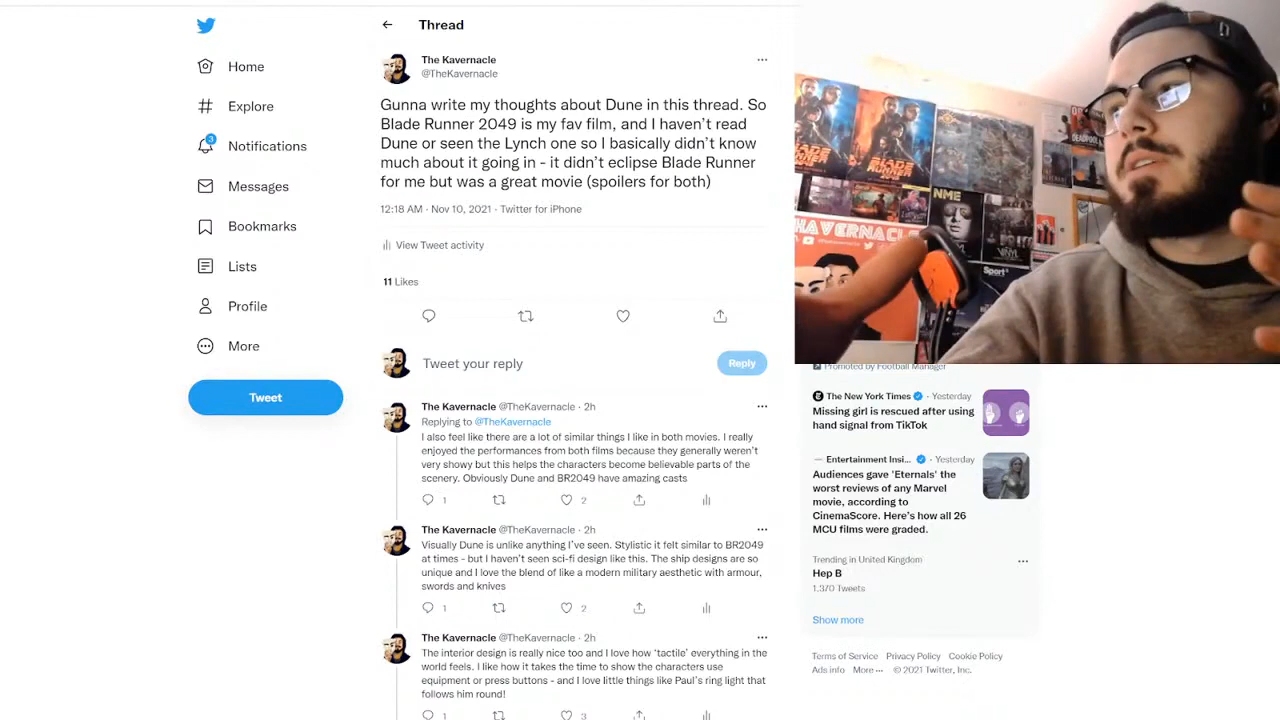 Home
Explore
3
Notifications
Messages
Bookmarks
Lists
Profile
More
Tweet
Thread
The Kavernacle
@TheKavernacle
Gunna write my thoughts about Dune in this thread. So
Blade Runner 2049 is my fav film, and I haven't read
Dune or seen the Lynch one so I basically didn't know
much about it going in - it didn't eclipse Blade Runner
for me but was a great movie (spoilers for both)
12:18 AM · Nov 10, 2021 · Twitter for iPhone
View Tweet activity
11 Likes
Tweet your reply
Reply
The Kavernacle @TheKavernacle · 2h
Replying to @TheKavernacle
I also feel like there are a lot of similar things I like in both movies. I really
enjoyed the performances from both films because they generally weren't
very showy but this helps the characters become believable parts of the
scenery. Obviously Dune and BR2049 have amazing casts
1
2
The Kavernacle @TheKavernacle · 2h
Visually Dune is unlike anything I've seen. Stylistic it felt similar to BR2049
at times - but I haven't seen sci-fi design like this. The ship designs are so
unique and I love the blend of like a modern military aesthetic with armour,
swords and knives
1
2
The Kavernacle @TheKavernacle · 2h
The interior design is really nice too and I love how 'tactile' everything in the
world feels. I like how it takes the time to show the characters use
equipment or press buttons - and I love little things like Paul's ring light that
follows him round!
1
3
BLADE
RUNNER
BLADE
RUNNER
NME
VINYL
Sport
DEADPOOL
KAVERNACLE
Promoted by Football Manager
The New York Times · Yesterday
Missing girl is rescued after using
hand signal from TikTok
Entertainment Insi... · Yesterday
Audiences gave 'Eternals' the
worst reviews of any Marvel
movie, according to
CinemaScore. Here's how all 26
MCU films were graded.
Trending in United Kingdom
Hep B
1,370 Tweets
Show more
Terms of Service Privacy Policy Cookie Policy
Ads info More ··· © 2021 Twitter, Inc.